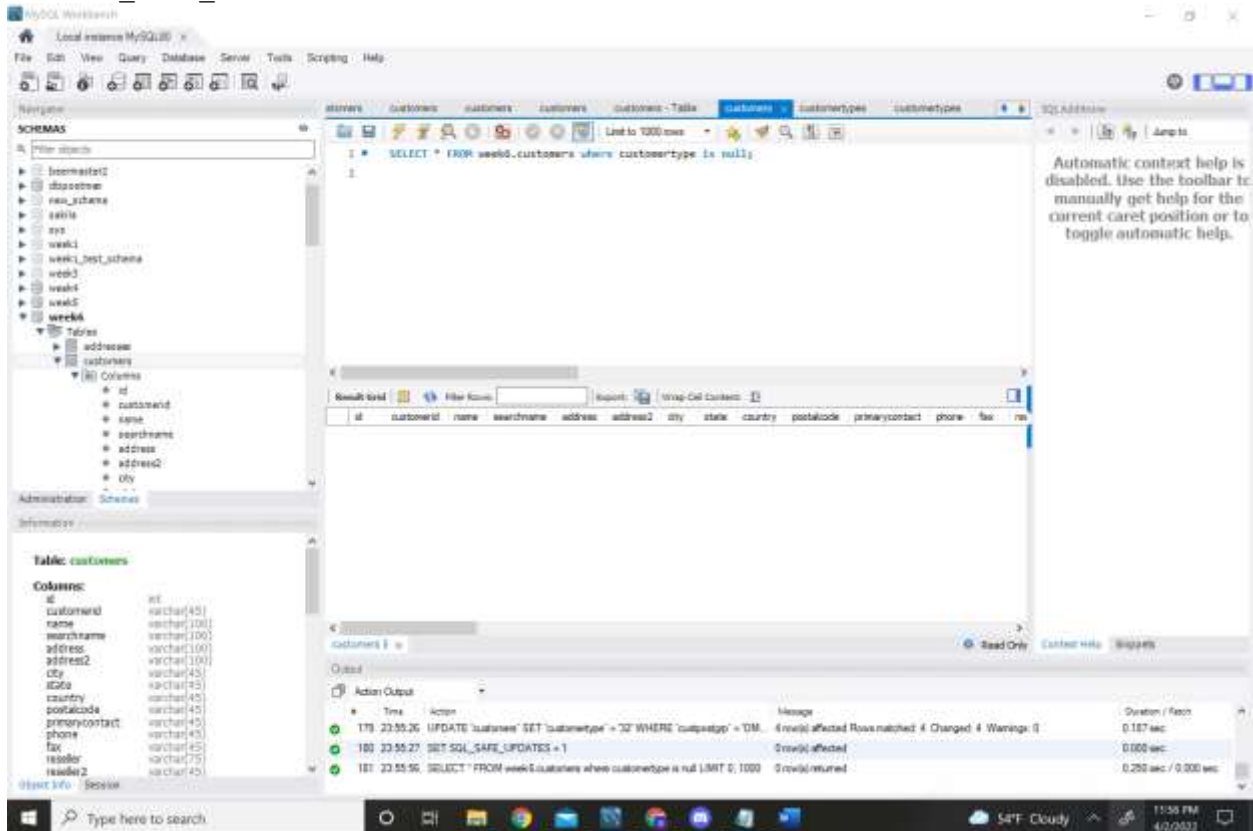 MySQL Workbench
Local instance MySQL80 x
File Edit View Query Database Server Tools Scripting Help
Navigator
SCHEMAS
Filter objects
beermaster2
new_schema
sakila
sys
week1
week1_test_schema
week3
week4
week5
week6
Tables
addresses
customers
Columns
id
customerid
name
searchname
address
address2
city
Administration Schemas
Information
Table: customers
Columns:
id int
customerid varchar(45)
name varchar(100)
searchname varchar(100)
address varchar(100)
address2 varchar(100)
city varchar(45)
state varchar(45)
country varchar(45)
postalcode varchar(45)
primarycontact varchar(45)
phone varchar(45)
fax varchar(45)
reseller varchar(75)
reseller2 varchar(45)
Object Info Session
stomers customers customers customers customers - Table customers x customertypes customertypes
Limit to 1000 rows
1 SELECT * FROM week6.customers where customertype is null;
2
Result Grid Filter Rows: Export: Wrap Cell Content:
id customerid name searchname address address2 city state country postalcode primarycontact phone fax
Read Only
Output
Action Output
# Time Action Message Duration / Fetch
179 23:55:26 UPDATE `customers` SET `customertype` = '32' WHERE 4 row(s) affected Rows matched: 4 Changed: 4 Warnings: 0 0.187 sec
180 23:55:27 SET SQL_SAFE_UPDATES = 1 0 row(s) affected 0.000 sec
181 23:55:56 SELECT * FROM week6.customers where customertype is null LIMIT 0, 1000 0 row(s) returned 0.250 sec / 0.000 sec
SQLAdditions
Jump to
Automatic context help is
disabled. Use the toolbar to
manually get help for the
current caret position or to
toggle automatic help.
Context Help Snippets
Type here to search
54°F Cloudy
11:56 PM